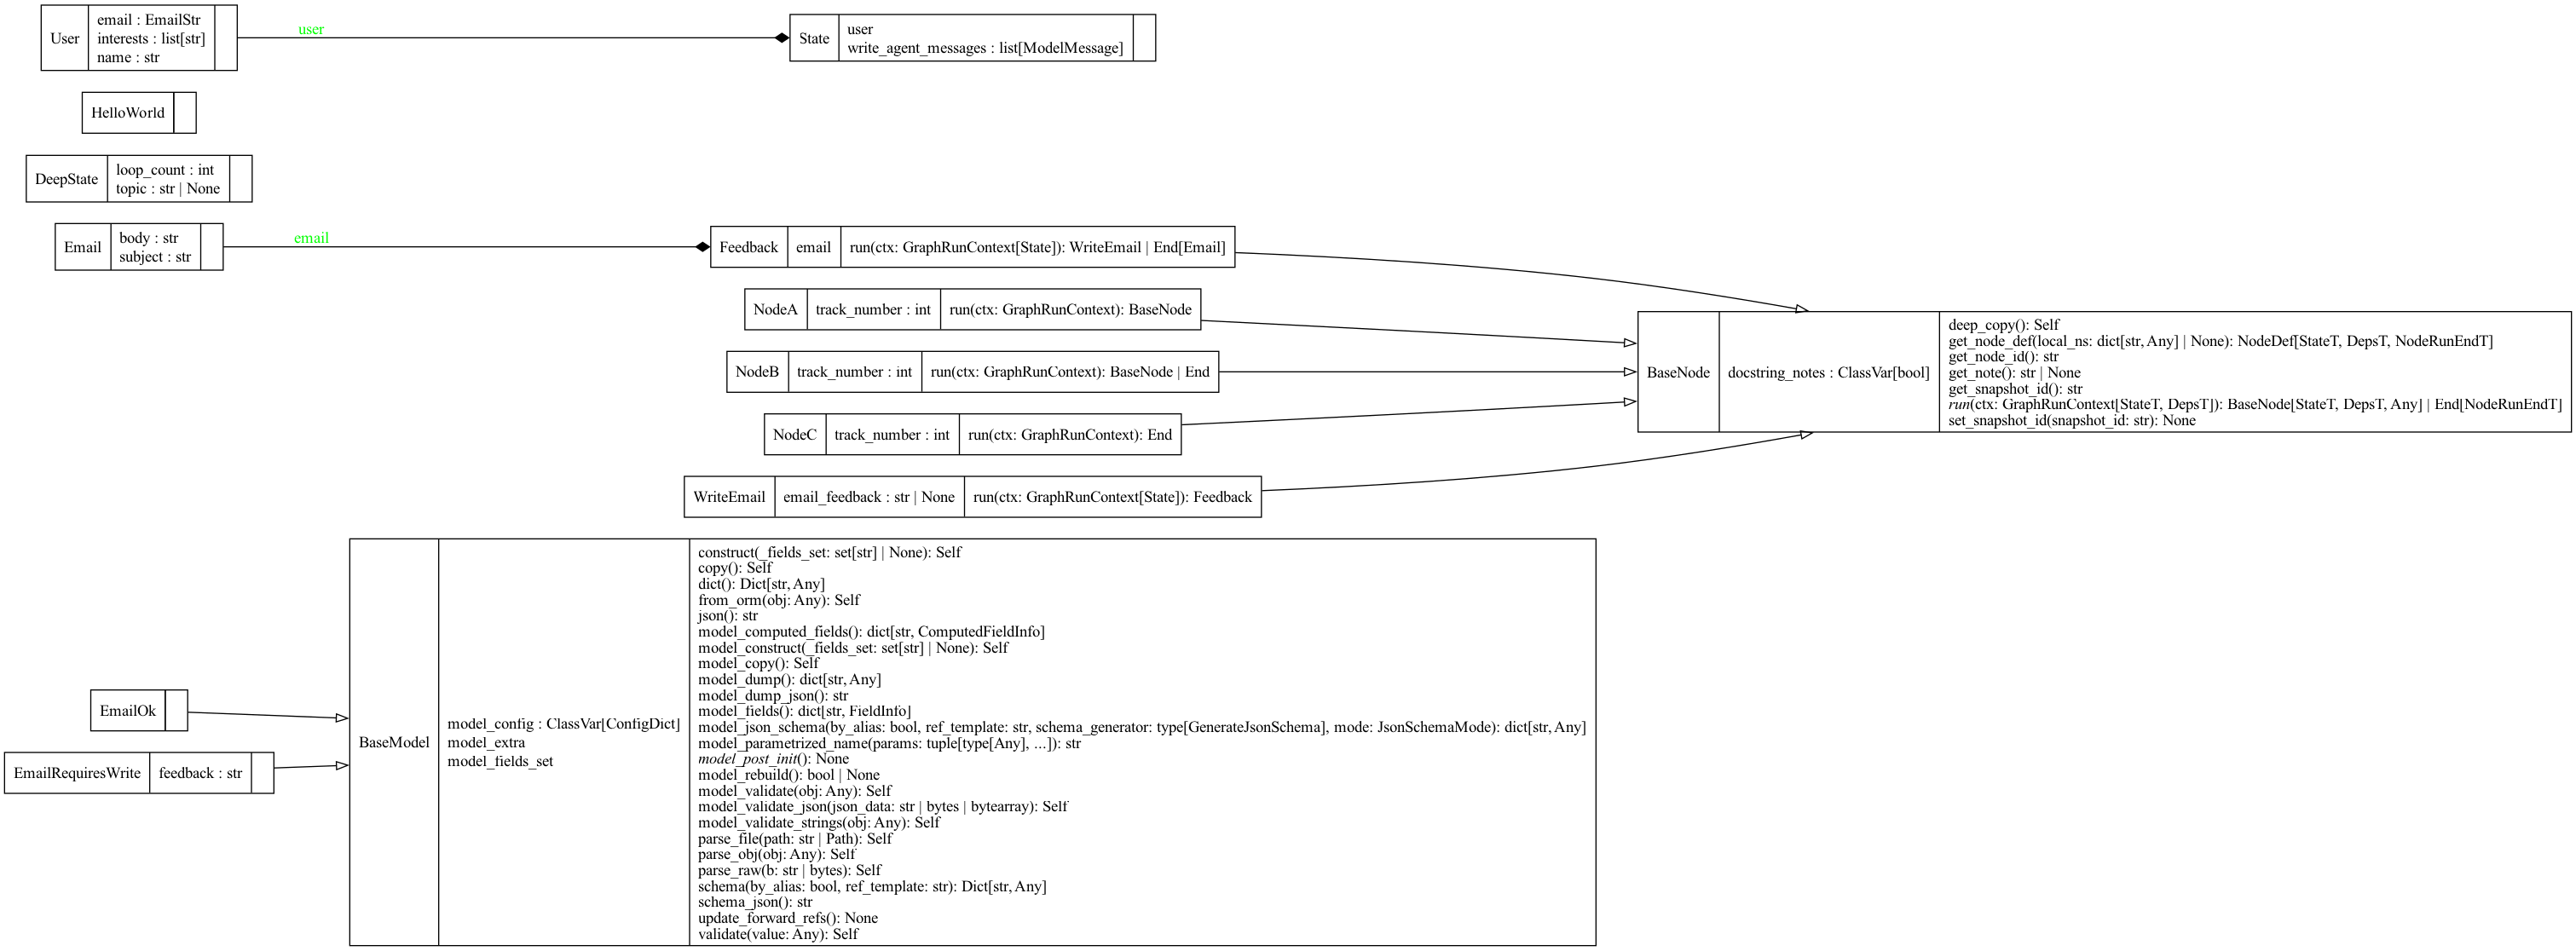 User
email : EmailStr
interests : list[str]
name : str
user
State
user
write_agent_messages : list[ModelMessage]
HelloWorld
DeepState
loop_count : int
topic : str | None
Email
body : str
subject : str
email
Feedback
email
run(ctx: GraphRunContext[State]): WriteEmail | End[Email]
NodeA
track_number : int
run(ctx: GraphRunContext): BaseNode
NodeB
track_number : int
run(ctx: GraphRunContext): BaseNode | End
NodeC
track_number : int
run(ctx: GraphRunContext): End
WriteEmail
email_feedback : str | None
run(ctx: GraphRunContext[State]): Feedback
BaseNode
docstring_notes : ClassVar[bool]
deep_copy(): Self
get_node_def(local_ns: dict[str, Any] | None): NodeDef[StateT, DepsT, NodeRunEndT]
get_node_id(): str
get_note(): str | None
get_snapshot_id(): str
run(ctx: GraphRunContext[StateT, DepsT]): BaseNode[StateT, DepsT, Any] | End[NodeRunEndT]
set_snapshot_id(snapshot_id: str): None
EmailOk
EmailRequiresWrite
feedback : str
BaseModel
model_config : ClassVar[ConfigDict]
model_extra
model_fields_set
construct(_fields_set: set[str] | None): Self
copy(): Self
dict(): Dict[str, Any]
from_orm(obj: Any): Self
json(): str
model_computed_fields(): dict[str, ComputedFieldInfo]
model_construct(_fields_set: set[str] | None): Self
model_copy(): Self
model_dump(): dict[str, Any]
model_dump_json(): str
model_fields(): dict[str, FieldInfo]
model_json_schema(by_alias: bool, ref_template: str, schema_generator: type[GenerateJsonSchema], mode: JsonSchemaMode): dict[str, Any]
model_parametrized_name(params: tuple[type[Any], ...]): str
model_post_init(): None
model_rebuild(): bool | None
model_validate(obj: Any): Self
model_validate_json(json_data: str | bytes | bytearray): Self
model_validate_strings(obj: Any): Self
parse_file(path: str | Path): Self
parse_obj(obj: Any): Self
parse_raw(b: str | bytes): Self
schema(by_alias: bool, ref_template: str): Dict[str, Any]
schema_json(): str
update_forward_refs(): None
validate(value: Any): Self